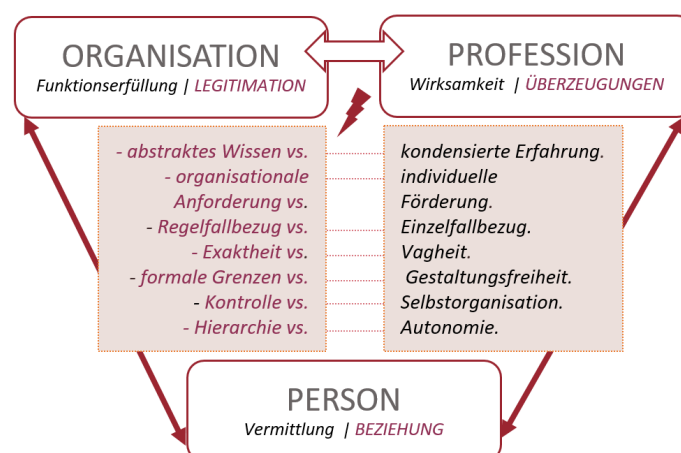 ORGANISATION
Funktionserfüllung | LEGITIMATION
PROFESSION
Wirksamkeit | ÜBERZEUGUNGEN
- abstraktes Wissen vs.
- organisationale
Anforderung vs.
- Regelfallbezug vs.
- Exaktheit vs.
- formale Grenzen vs.
- Kontrolle vs.
- Hierarchie vs.
kondensierte Erfahrung.
individuelle
Förderung.
Einzelfallbezug.
Vagheit.
Gestaltungsfreiheit.
Selbstorganisation.
Autonomie.
PERSON
Vermittlung | BEZIEHUNG